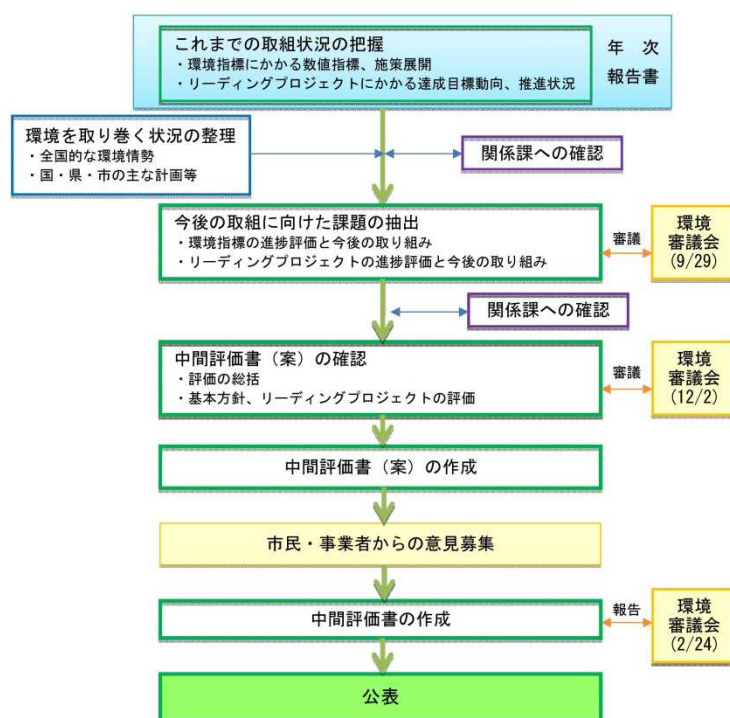 これまでの取組状況の把握
・環境指標にかかる数値指標、施策展開
・リーディングプロジェクトにかかる達成目標動向、推進状況
年 次
報告書
環境を取り巻く状況の整理
・全国的な環境情勢
・国・県・市の主な計画等
関係課への確認
今後の取組に向けた課題の抽出
・環境指標の進捗評価と今後の取り組み
・リーディングプロジェクトの進捗評価と今後の取り組み
審議
環境
審議会
(9/29)
関係課への確認
中間評価書（案）の確認
・評価の総括
・基本方針、リーディングプロジェクトの評価
審議
環境
審議会
(12/2)
中間評価書（案）の作成
市民・事業者からの意見募集
中間評価書の作成
報告
環境
審議会
(2/24)
公表